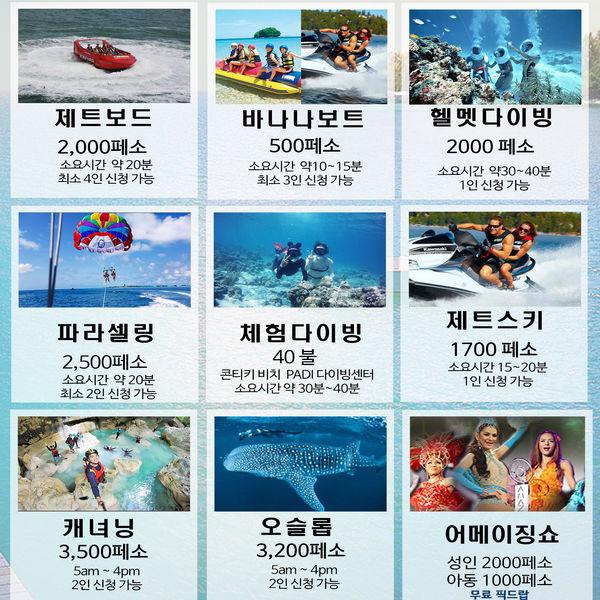 제트보드
2,000페소
소요시간 약 20분
최소 4인 신청 가능
바나나보트
500페소
소요시간 약10~15분
최소 3인 신청 가능
헬멧다이빙
2000 페소
소요시간 약30~40분
1인 신청 가능
파라셀링
2,500페소
소요시간 약 20분
최소 2인 신청 가능
체험다이빙
40 불
콘티키 비치 PADI 다이빙센터
소요시간 약 30분~40분
Kawasaki
제트스키
1700 페소
소요시간 15~20분
1인 신청 가능
캐녀닝
3,500페소
5am ~ 4pm
2인 신청 가능
오슬롭
3,200페소
5am ~ 4pm
2인 신청 가능
어메이징쇼
성인 2000페소
아동 1000페소
무료 픽드랍